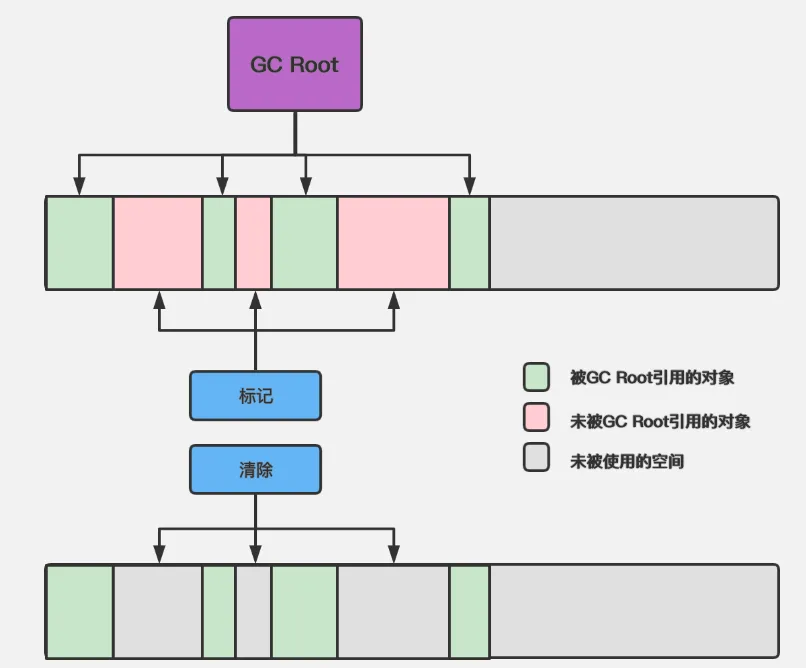 GC Root
标记
被GC Root引用的对象
未被GC Root引用的对象
未被使用的空间
清除